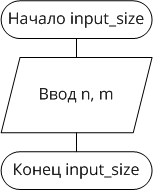 Начало input_size
Ввод n, m
Конец input_size